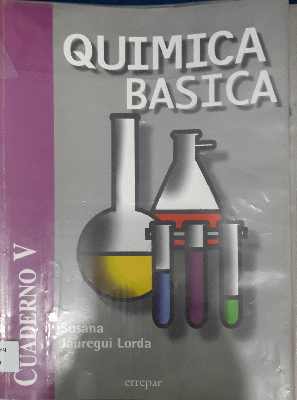 QUIMICA
BASICA
CUADERNO V
Susana
Jáuregui Lorda
errepar